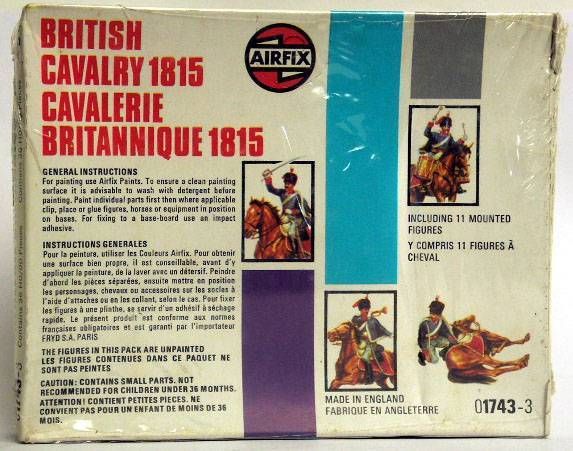 BRITISH
CAVALRY 1815
CAVALERIE
BRITANNIQUE 1815
AIRFIX
GENERAL INSTRUCTIONS
For painting use Airfix Paints. To ensure a clean painting
surface it is advisable to wash with detergent before
painting. Paint individual parts first then where applicable
clip, place or glue figures, horses or equipment in position
on bases. For fixing to a base-board use an impact
adhesive.
INSTRUCTIONS GENERALES
Pour la peinture, utiliser les Couleurs Airfix. Pour obtenir
une surface bien propre, il est conseillable, avant d'y
appliquer la peinture, de la laver avec un détersif. Peindre
d'abord les pièces séparées, ensuite mettre en position
les personnages, chevaux ou accessoires sur les socles à
l'aide d'attaches ou en les collant, selon le cas. Pour fixer
les figures à une plinthe, se servir d'un adhésif à séchage
rapide. Le présent produit est conforme aux normes
françaises obligatoires et est garanti par l'importateur
FRYD S.A. PARIS
THE FIGURES IN THIS PACK ARE UNPAINTED
LES FIGURES CONTENUES DANS CE PAQUET NE
SONT PAS PEINTES
CAUTION: CONTAINS SMALL PARTS. NOT
RECOMMENDED FOR CHILDREN UNDER 36 MONTHS.
ATTENTION! CONTIENT PETITES PIECES. NE
CONVIENT PAS POUR UN ENFANT DE MOINS DE 36
MOIS.
INCLUDING 11 MOUNTED
FIGURES
Y COMPRIS 11 FIGURES À
CHEVAL
MADE IN ENGLAND
FABRIQUE EN ANGLETERRE
01743-3
01743-3
Contains 36 HO/OO Pieces